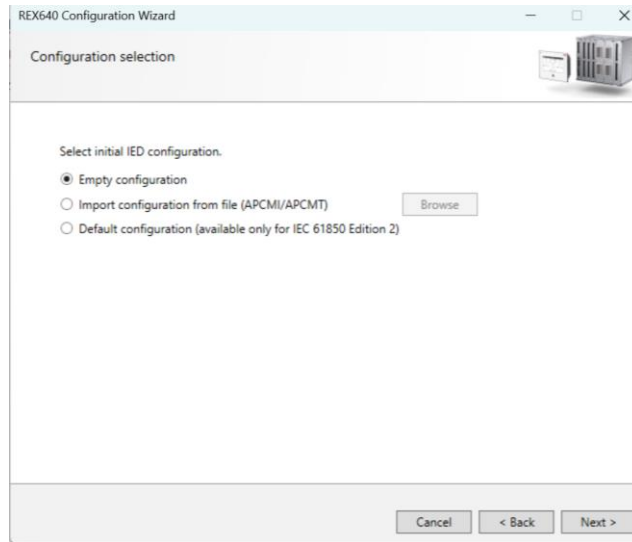 REX640 Configuration Wizard
Configuration selection
Select initial IED configuration.
Empty configuration
Import configuration from file (APCMI/APCMT)
Browse
Default configuration (available only for IEC 61850 Edition 2)
Cancel
< Back
Next >